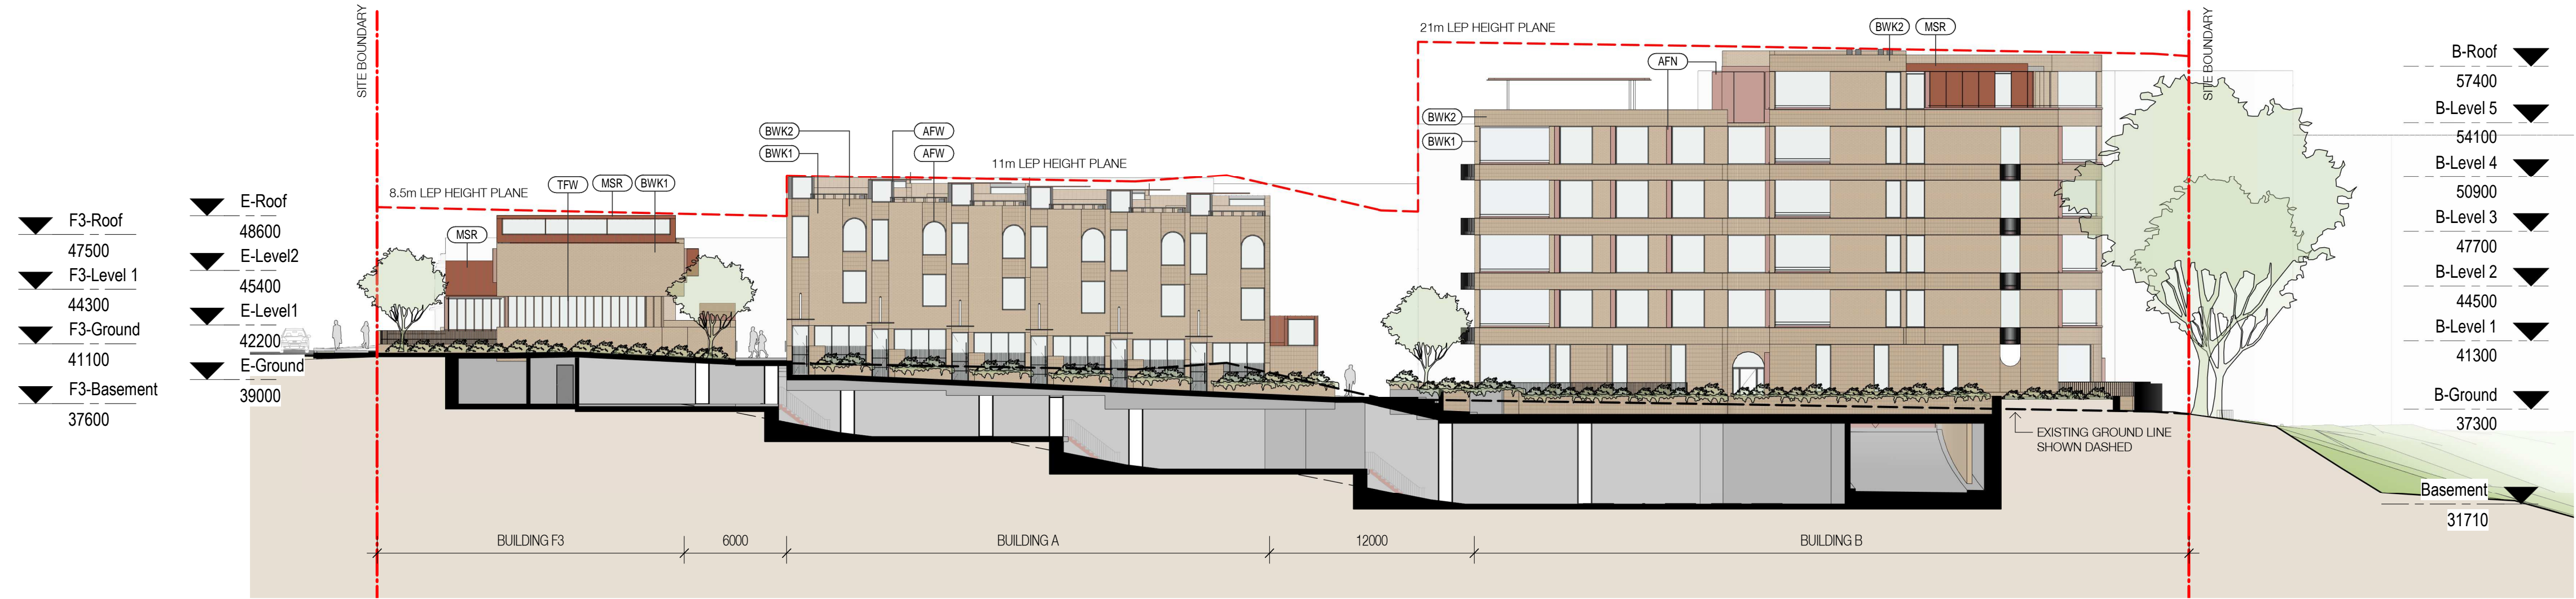 SITE BOUNDARY
SITE BOUNDARY
21m LEP HEIGHT PLANE
BWK2
MSR
AFN
BWK2
BWK1
BWK2
AFW
BWK1
AFW
11m LEP HEIGHT PLANE
8.5m LEP HEIGHT PLANE
TFW
MSR
BWK1
MSR
F3-Roof
47500
F3-Level 1
44300
F3-Ground
41100
F3-Basement
37600
E-Roof
48600
E-Level2
45400
E-Level1
42200
E-Ground
39000
B-Roof
57400
B-Level 5
54100
B-Level 4
50900
B-Level 3
47700
B-Level 2
44500
B-Level 1
41300
B-Ground
37300
Basement
31710
EXISTING GROUND LINE
SHOWN DASHED
BUILDING F3
6000
BUILDING A
12000
BUILDING B